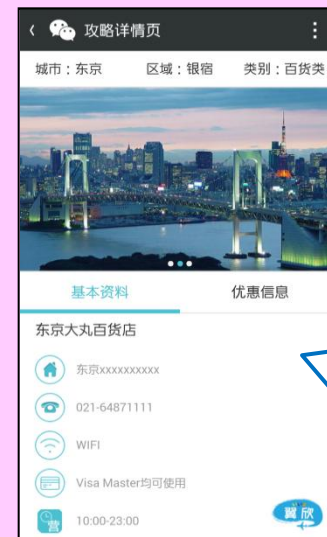 攻略详情页
城市：东京 区域：银宿 类别：百货类
基本资料 优惠信息
东京大丸百货店
东京xxxxxxxxxx
021-64871111
WIFI
Visa Master均可使用
营 10:00-23:00
翼欣